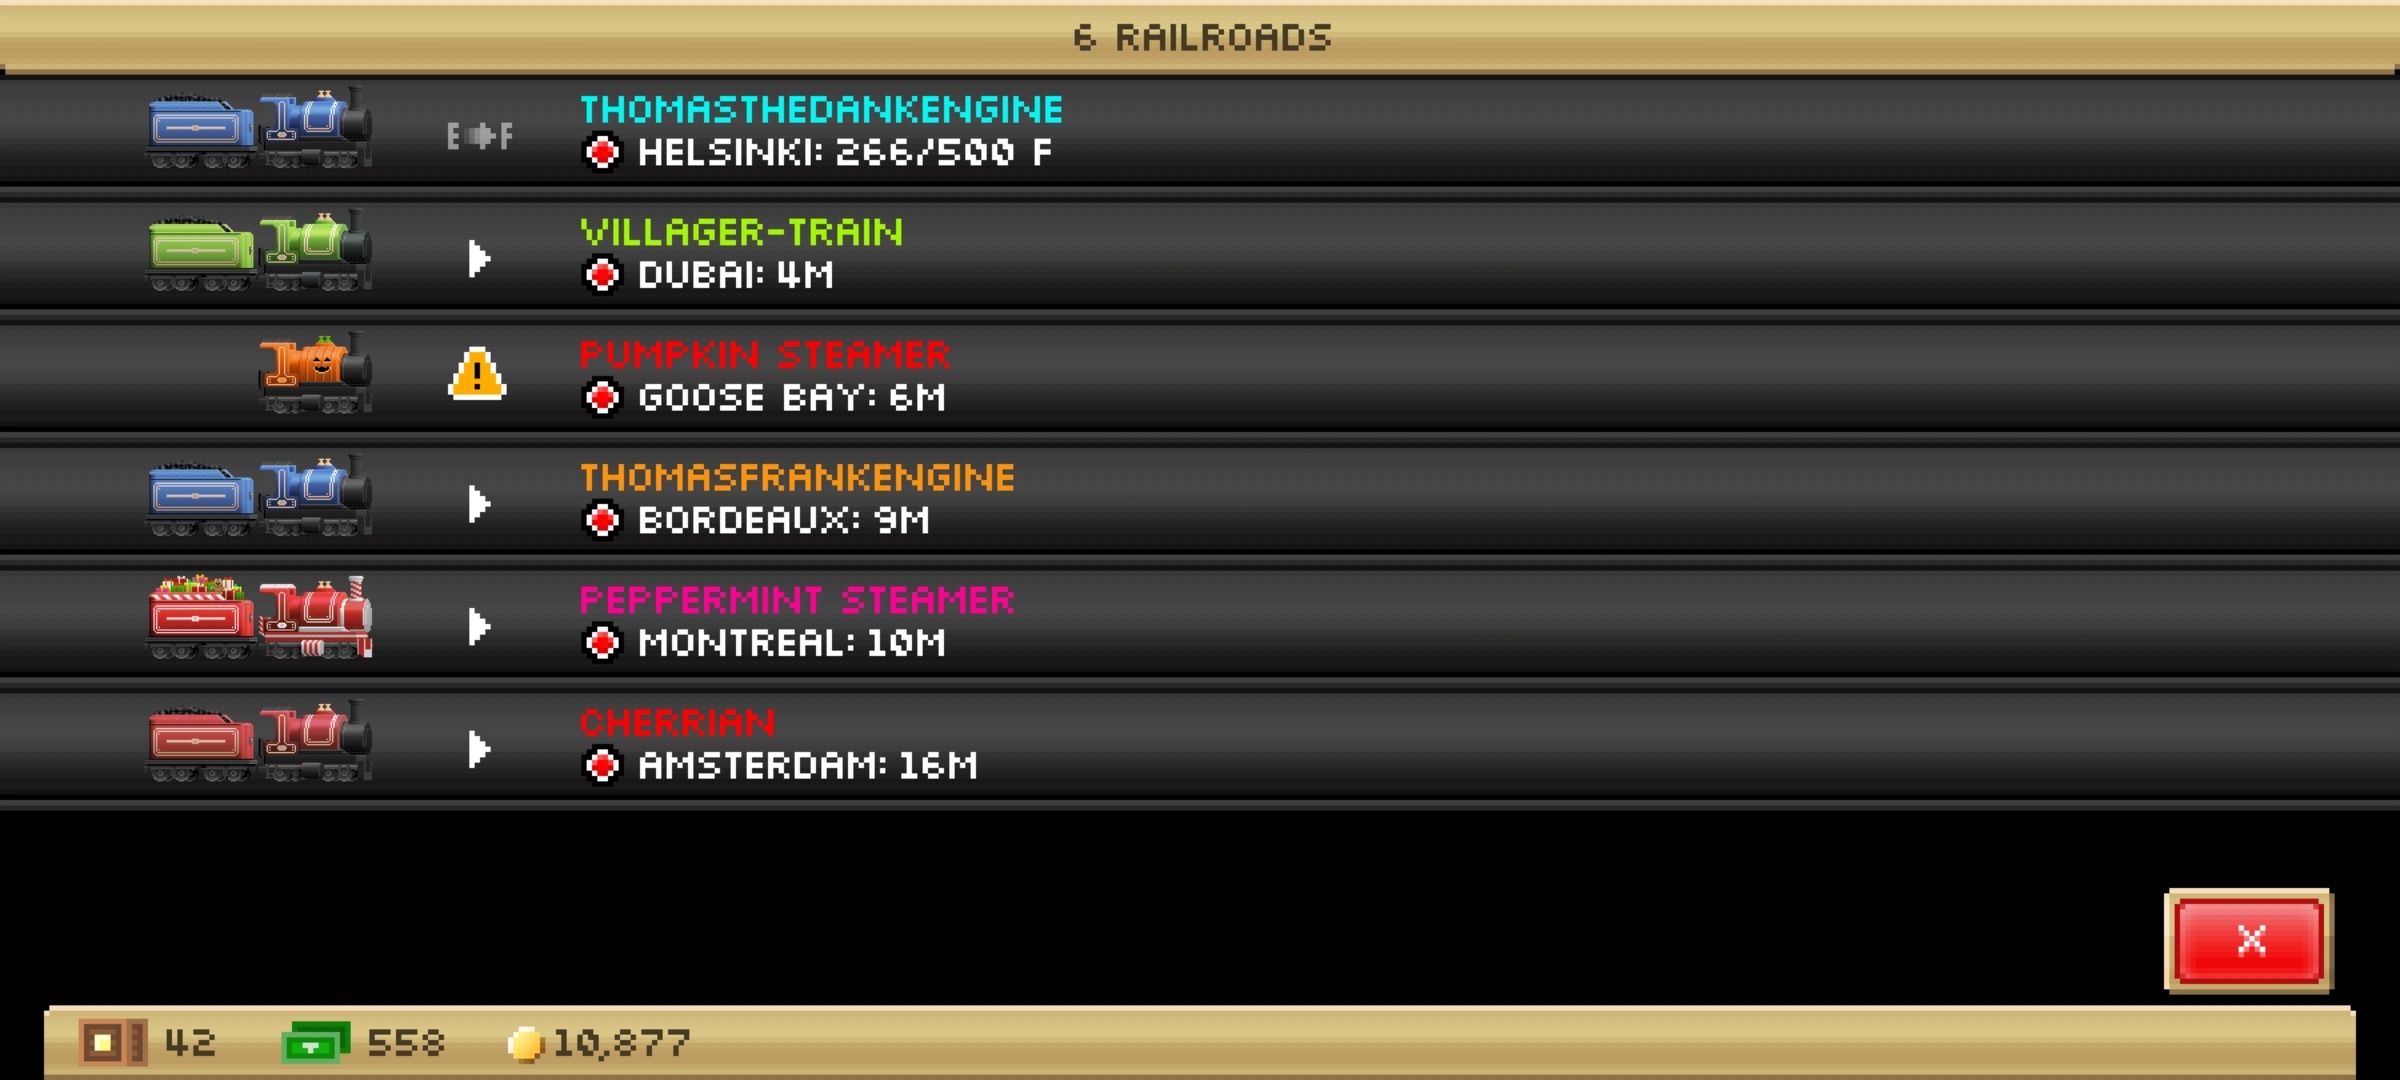 6 RAILROADS
THOMASTHEDANKENGINE
E F
HELSINKI: 266/500 F
VILLAGER-TRAIN
DUBAI: 4M
PUMPKIN STEAMER
!
GOOSE BAY: 6M
THOMASFRANKENGINE
BORDEAUX: 9M
PEPPERMINT STEAMER
MONTREAL: 10M
CHERRIAN
AMSTERDAM: 16M
X
42 558 10,877